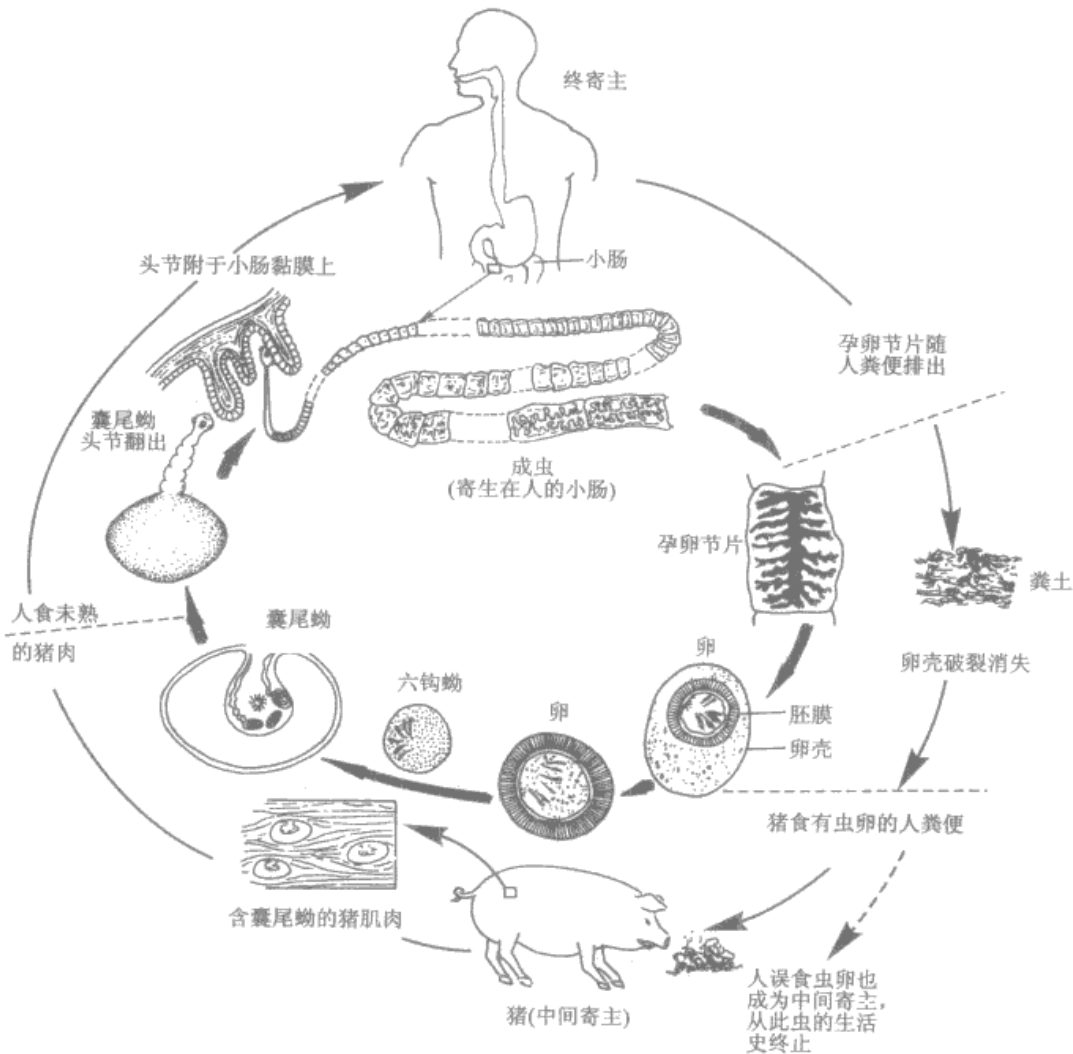 终寄主
小肠
头节附于小肠黏膜上
孕卵节片随
人粪便排出
囊尾蚴
头节翻出
成虫
(寄生在人的小肠)
孕卵节片
粪土
人食未熟
的猪肉
囊尾蚴
六钩蚴
卵
卵
胚膜
卵壳
卵壳破裂消失
猪食有虫卵的人粪便
含囊尾蚴的猪肌肉
猪(中间寄主)
人误食虫卵也
成为中间寄主,
从此虫的生活
史终止